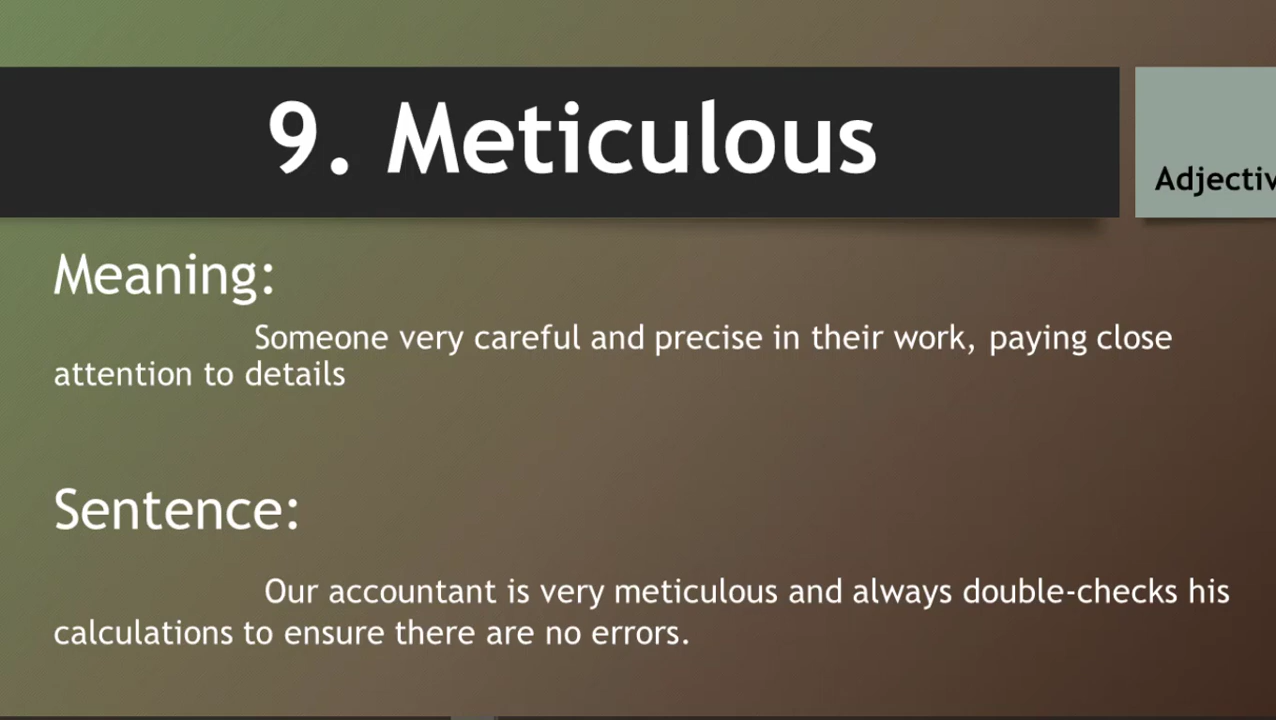 9. Meticulous
Adjectiv
Meaning:
Someone very careful and precise in their work, paying close
attention to details
Sentence:
Our accountant is very meticulous and always double-checks his
calculations to ensure there are no errors.